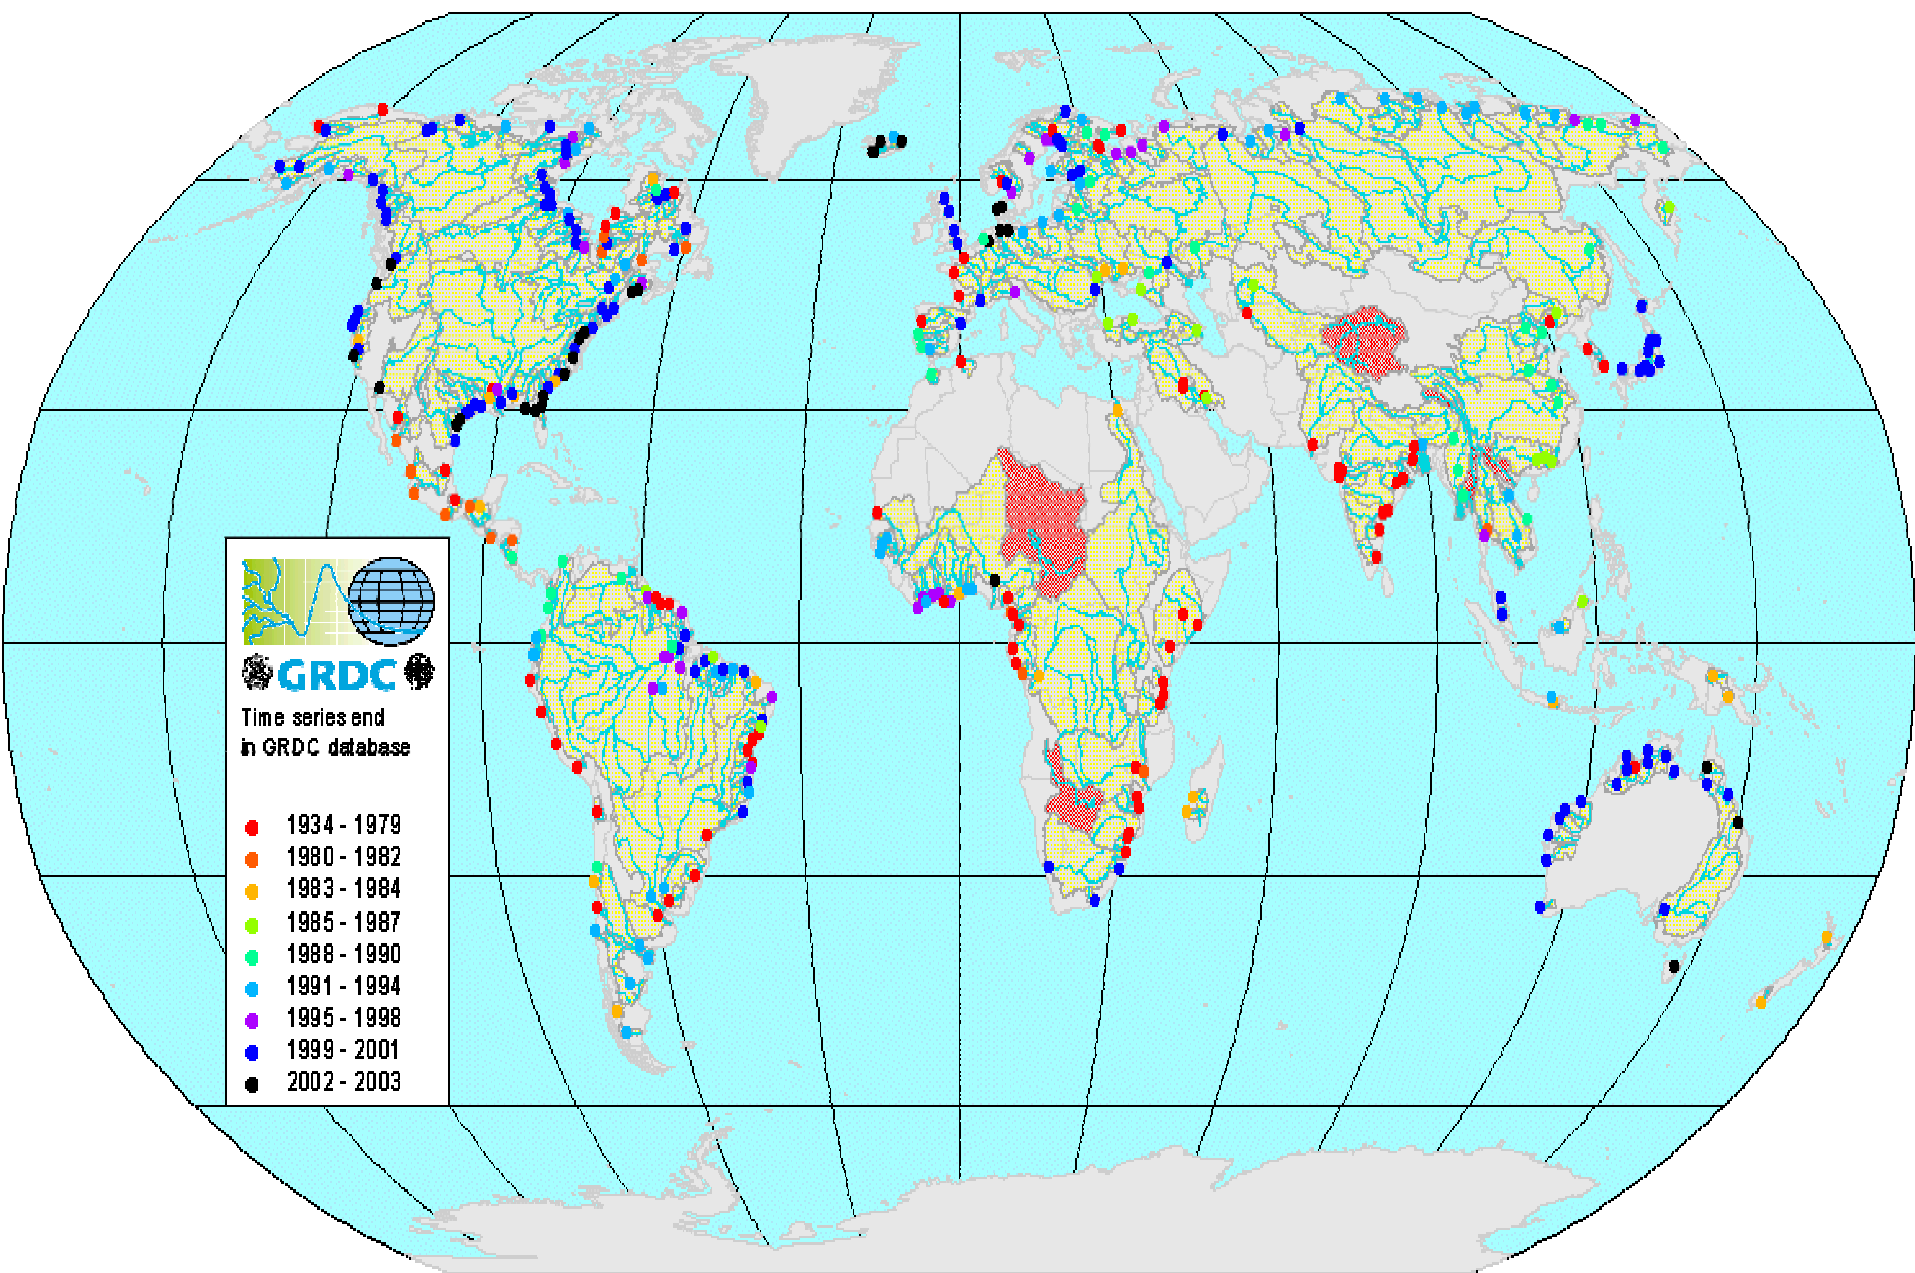 GRDC
Time series end
in GRDC database
1934 - 1979
1980 - 1982
1983 - 1984
1985 - 1987
1988 - 1990
1991 - 1994
1995 - 1998
1999 - 2001
2002 - 2003